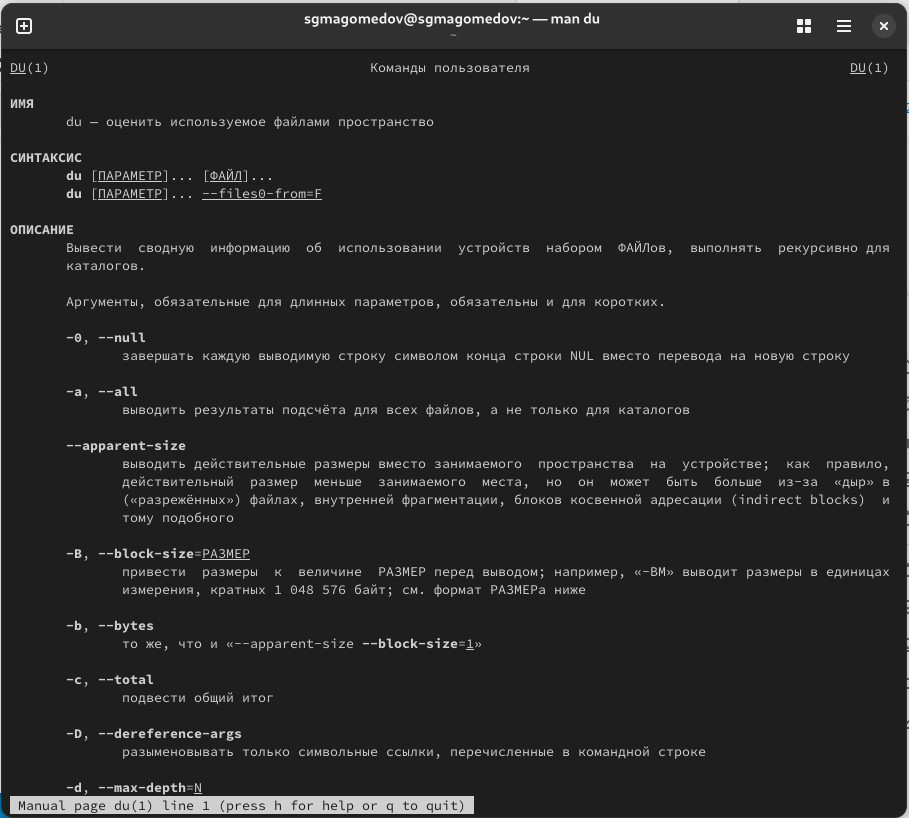 sgmagomedov@sgmagomedov:~ — man du
~
DU(1) Команды пользователя DU(1)
ИМЯ
du — оценить используемое файлами пространство
СИНТАКСИС
du [ПАРАМЕТР]... [ФАЙЛ]...
du [ПАРАМЕТР]... --files0-from=F
ОПИСАНИЕ
Вывести сводную информацию об использовании устройств набором ФАЙЛов, выполнять рекурсивно для
каталогов.
Аргументы, обязательные для длинных параметров, обязательны и для коротких.
-0, --null
завершать каждую выводимую строку символом конца строки NUL вместо перевода на новую строку
-a, --all
выводить результаты подсчёта для всех файлов, а не только для каталогов
--apparent-size
выводить действительные размеры вместо занимаемого пространства на устройстве; как правило,
действительный размер меньше занимаемого места, но он может быть больше из-за «дыр» в
(«разрежённых») файлах, внутренней фрагментации, блоков косвенной адресации (indirect blocks) и
тому подобного
-B, --block-size=РАЗМЕР
привести размеры к величине РАЗМЕР перед выводом; например, «-BM» выводит размеры в единицах
измерения, кратных 1 048 576 байт; см. формат РАЗМЕРа ниже
-b, --bytes
то же, что и «--apparent-size --block-size=1»
-c, --total
подвести общий итог
-D, --dereference-args
разыменовывать только символьные ссылки, перечисленные в командной строке
-d, --max-depth=N
Manual page du(1) line 1 (press h for help or q to quit)